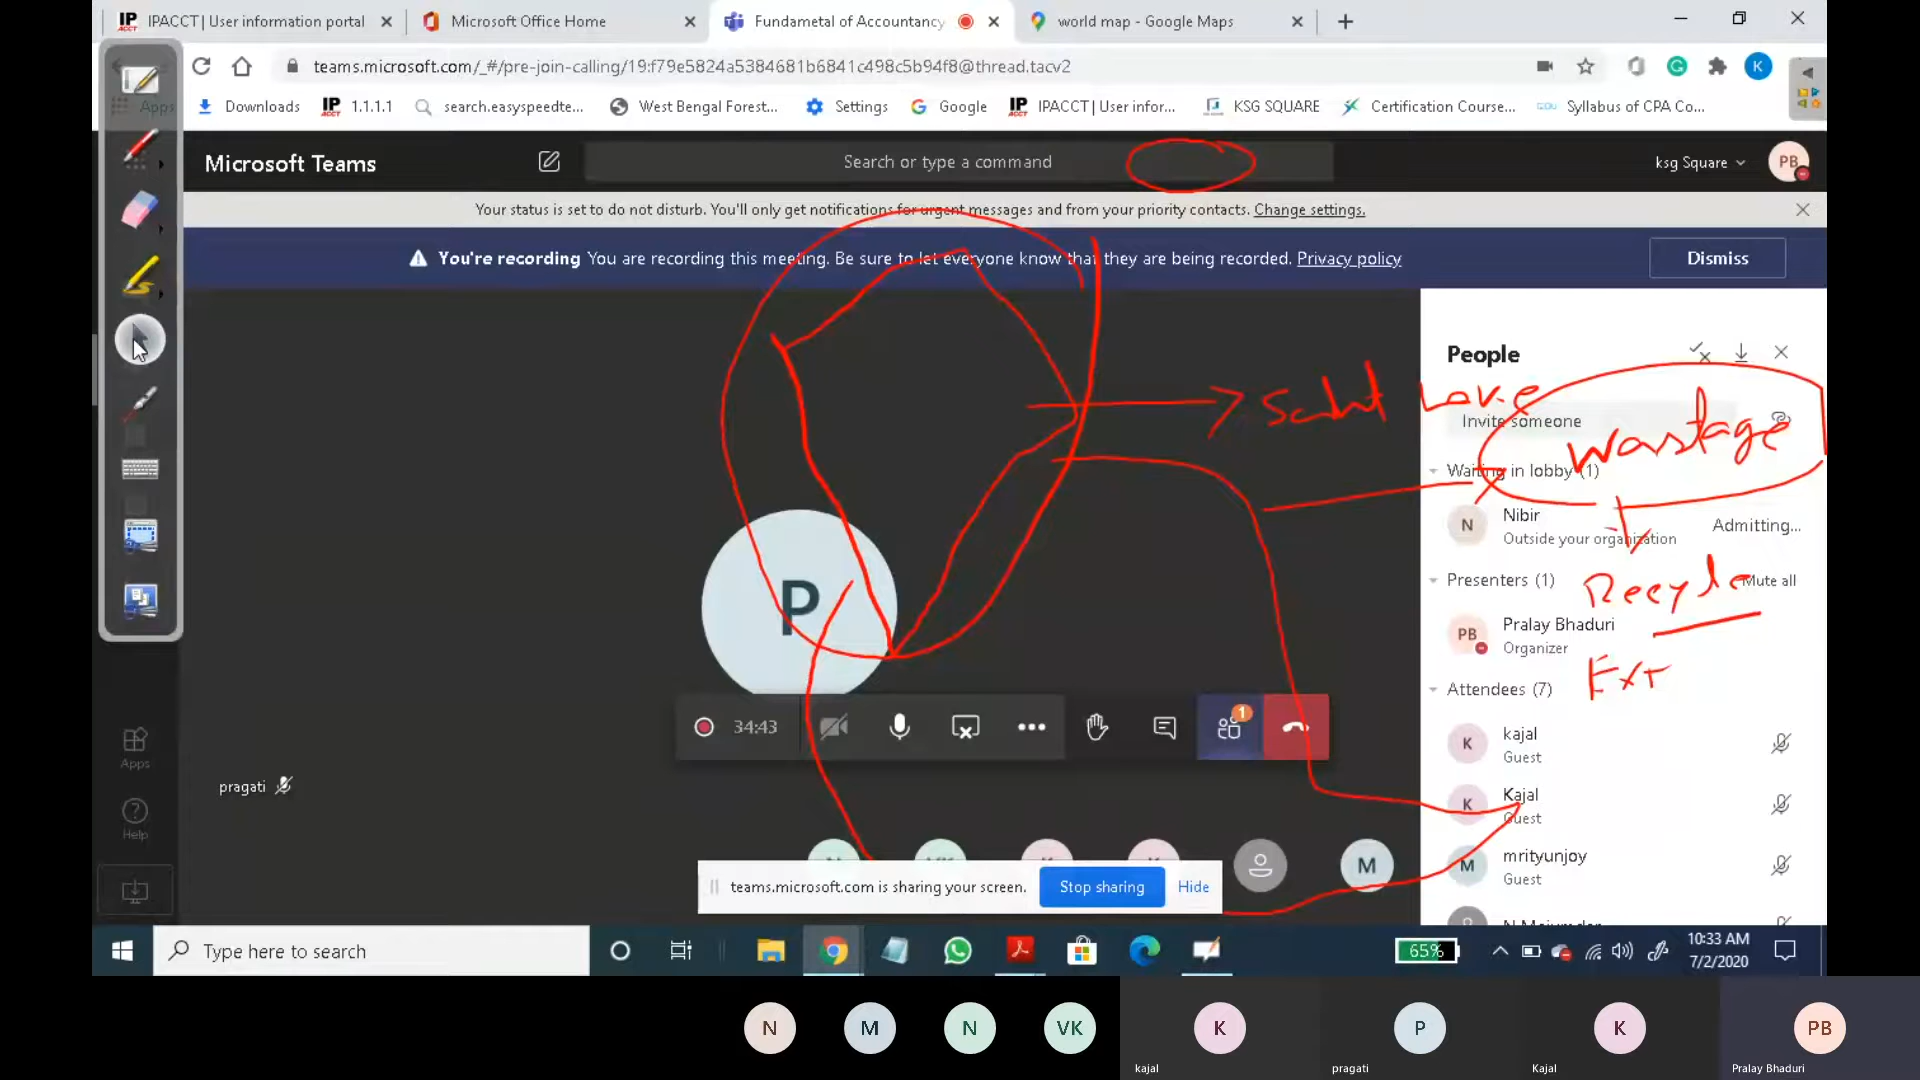 IPACCT | User information portal
Microsoft Office Home
Fundametal of Accountancy
world map - Google Maps
teams.microsoft.com/_#/pre-join-calling/19:f79e5824a5384681b6841c498c5b94f8@thread.tacv2
K
Apps
Downloads
IP ACCT 1.1.1.1
search.easyspeedte...
West Bengal Forest...
Settings
Google
IPACCT | User infor...
KSG SQUARE
Certification Course...
Syllabus of CPA Co...
Microsoft Teams
Search or type a command
ksg Square
PB
Your status is set to do not disturb. You'll only get notifications for urgent messages and from your priority contacts. Change settings.
You're recording You are recording this meeting. Be sure to let everyone know that they are being recorded. Privacy policy
Dismiss
People
Invite someone
Wastage
Waiting in lobby (1)
N
Nibir
Outside your organization
Admitting...
Presenters (1)
Mute all
PB
Pralay Bhaduri
Organizer
Attendees (7)
K
kajal
Guest
K
Kajal
Guest
M
mrityunjoy
Guest
P
34:43
1
pragati
Apps
Help
M
teams.microsoft.com is sharing your screen.
Stop sharing
Hide
Type here to search
65%
10:33 AM
7/2/2020
N
M
N
VK
K
P
K
PB
kajal
pragati
Kajal
Pralay Bhaduri